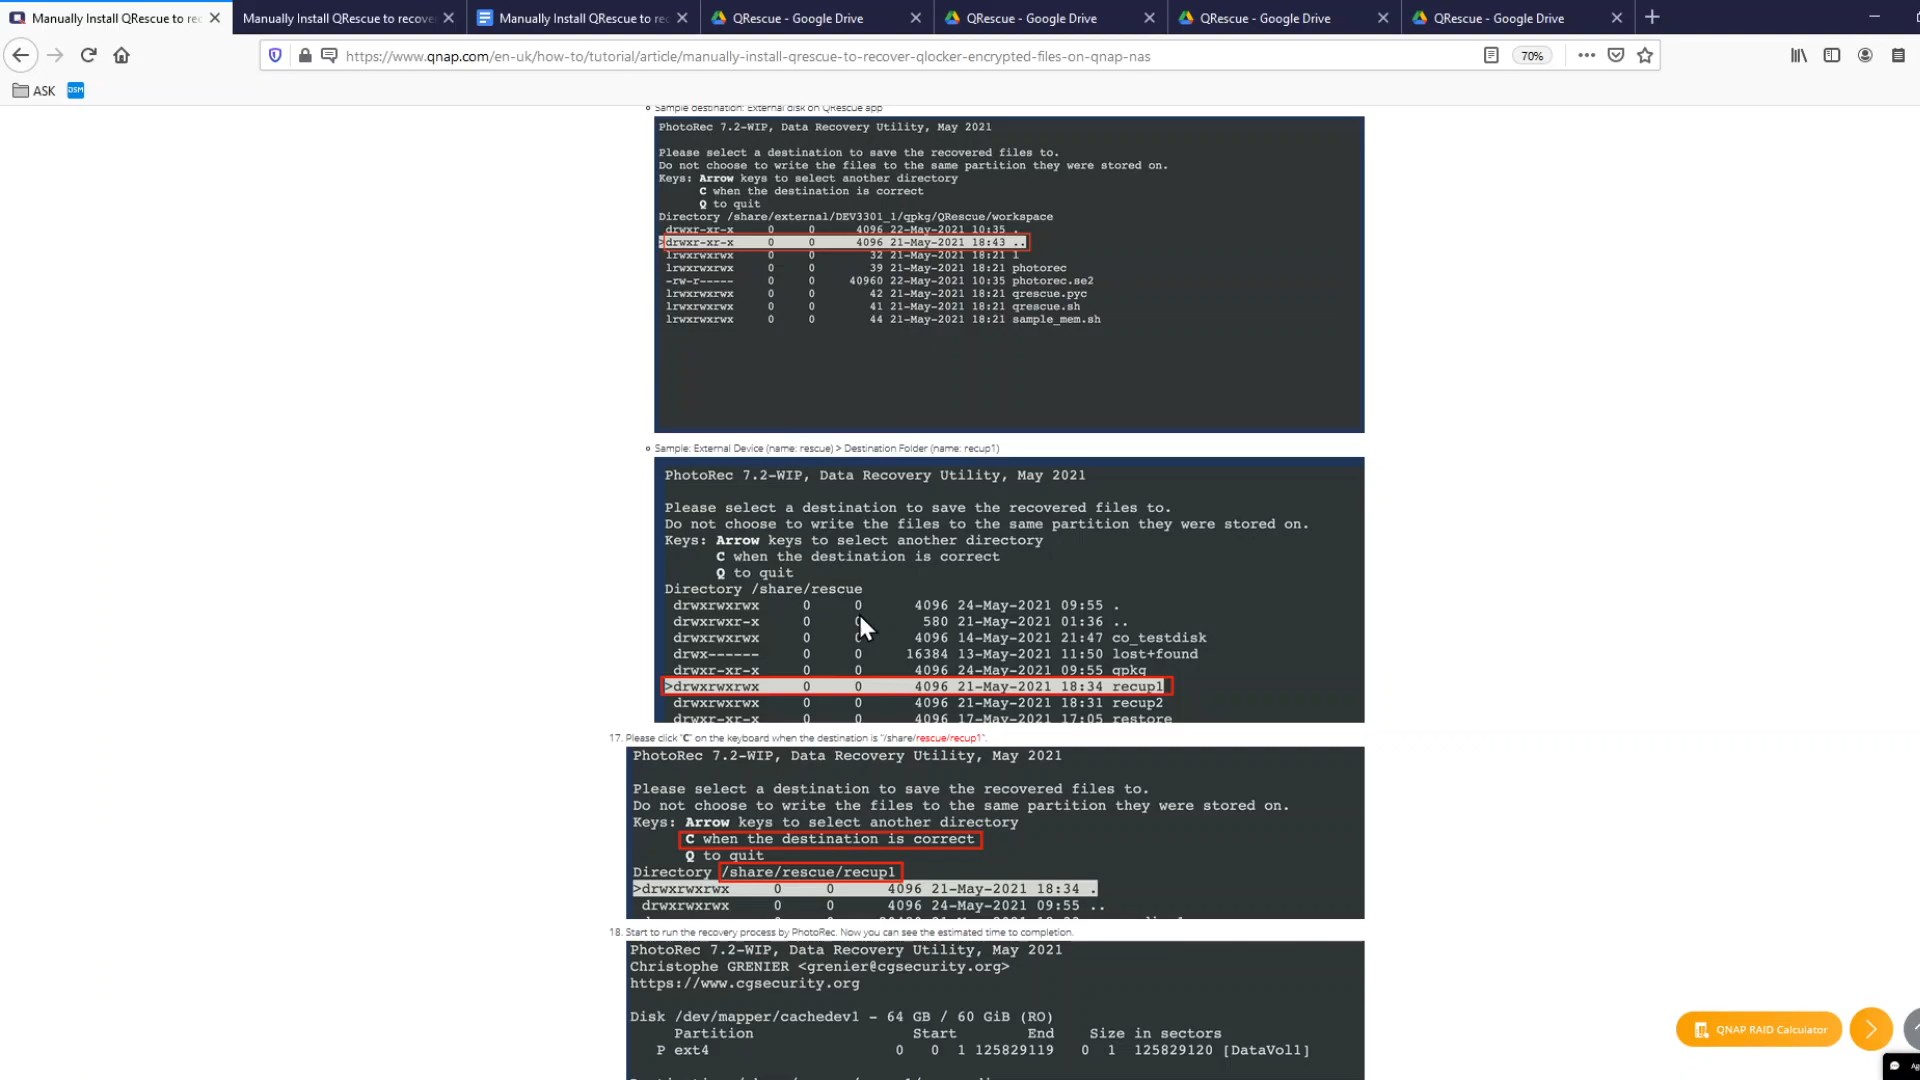 Manually Install QRescue to rec
Manually Install QRescue to recove
Manually Install QRescue to rec
QRescue - Google Drive
QRescue - Google Drive
QRescue - Google Drive
QRescue - Google Drive
https://www.qnap.com/en-uk/how-to/tutorial/article/manually-install-qrescue-to-recover-qlocker-encrypted-files-on-qnap-nas
70%
ASK
DSM
Sample destination: External disk on QRescue app
PhotoRec 7.2-WIP, Data Recovery Utility, May 2021
Please select a destination to save the recovered files to.
Do not choose to write the files to the same partition they were stored on.
Keys: Arrow keys to select another directory
C when the destination is correct
Q to quit
Directory /share/external/DEV3301_1/qpkg/QRescue/workspace
drwxr-xr-x 0 0 4096 22-May-2021 10:35 .
>drwxr-xr-x 0 0 4096 21-May-2021 18:43 ..
lrwxrwxrwx 0 0 32 21-May-2021 18:21 l
lrwxrwxrwx 0 0 39 21-May-2021 18:21 photorec
-rw-r----- 0 0 40960 22-May-2021 10:35 photorec.se2
lrwxrwxrwx 0 0 42 21-May-2021 18:21 qrescue.pyc
lrwxrwxrwx 0 0 41 21-May-2021 18:21 qrescue.sh
lrwxrwxrwx 0 0 44 21-May-2021 18:21 sample_mem.sh
Sample: External Device (name: rescue) > Destination Folder (name: recup1)
PhotoRec 7.2-WIP, Data Recovery Utility, May 2021
Please select a destination to save the recovered files to.
Do not choose to write the files to the same partition they were stored on.
Keys: Arrow keys to select another directory
C when the destination is correct
Q to quit
Directory /share/rescue
drwxrwxrwx 0 0 4096 24-May-2021 09:55 .
drwxrwxr-x 0 0 580 21-May-2021 01:36 ..
drwxrwxrwx 0 0 4096 14-May-2021 21:47 co_testdisk
drwx------ 0 0 16384 13-May-2021 11:50 lost+found
drwxr-xr-x 0 0 4096 24-May-2021 09:55 qpkg
>drwxrwxrwx 0 0 4096 21-May-2021 18:34 recup1
drwxrwxrwx 0 0 4096 21-May-2021 18:31 recup2
drwxr-xr-x 0 0 4096 17-May-2021 17:05 restore
17. Please click "C" on the keyboard when the destination is "/share/rescue/recup1".
PhotoRec 7.2-WIP, Data Recovery Utility, May 2021
Please select a destination to save the recovered files to.
Do not choose to write the files to the same partition they were stored on.
Keys: Arrow keys to select another directory
C when the destination is correct
Q to quit
Directory /share/rescue/recup1
>drwxrwxrwx 0 0 4096 21-May-2021 18:34 .
drwxrwxrwx 0 0 4096 24-May-2021 09:55 ..
18. Start to run the recovery process by PhotoRec. Now you can see the estimated time to completion.
PhotoRec 7.2-WIP, Data Recovery Utility, May 2021
Christophe GRENIER <grenier@cgsecurity.org>
https://www.cgsecurity.org
Disk /dev/mapper/cachedev1 - 64 GB / 60 GiB (RO)
Partition Start End Size in sectors
P ext4 0 0 1 125829119 0 1 125829120 [DataVol1]
QNAP RAID Calculator